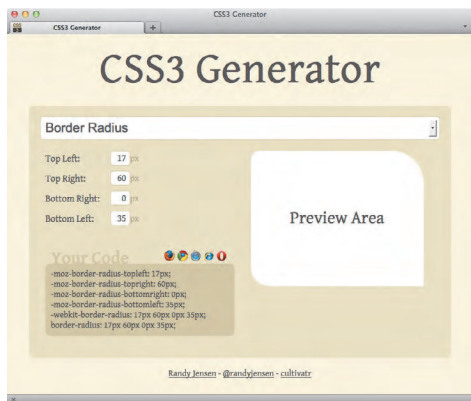 CSS3 Generator
CSS3 Generator
CSS3 Generator
Border Radius
Top Left: 17 px
Top Right: 60 px
Bottom Right: 0 px
Bottom Left: 35 px
Preview Area
Your Code
-moz-border-radius-topleft: 17px;
-moz-border-radius-topright: 60px;
-moz-border-radius-bottomright: 0px;
-moz-border-radius-bottomleft: 35px;
-webkit-border-radius: 17px 60px 0px 35px;
border-radius: 17px 60px 0px 35px;
Randy Jensen - @randyjensen - cultivatr